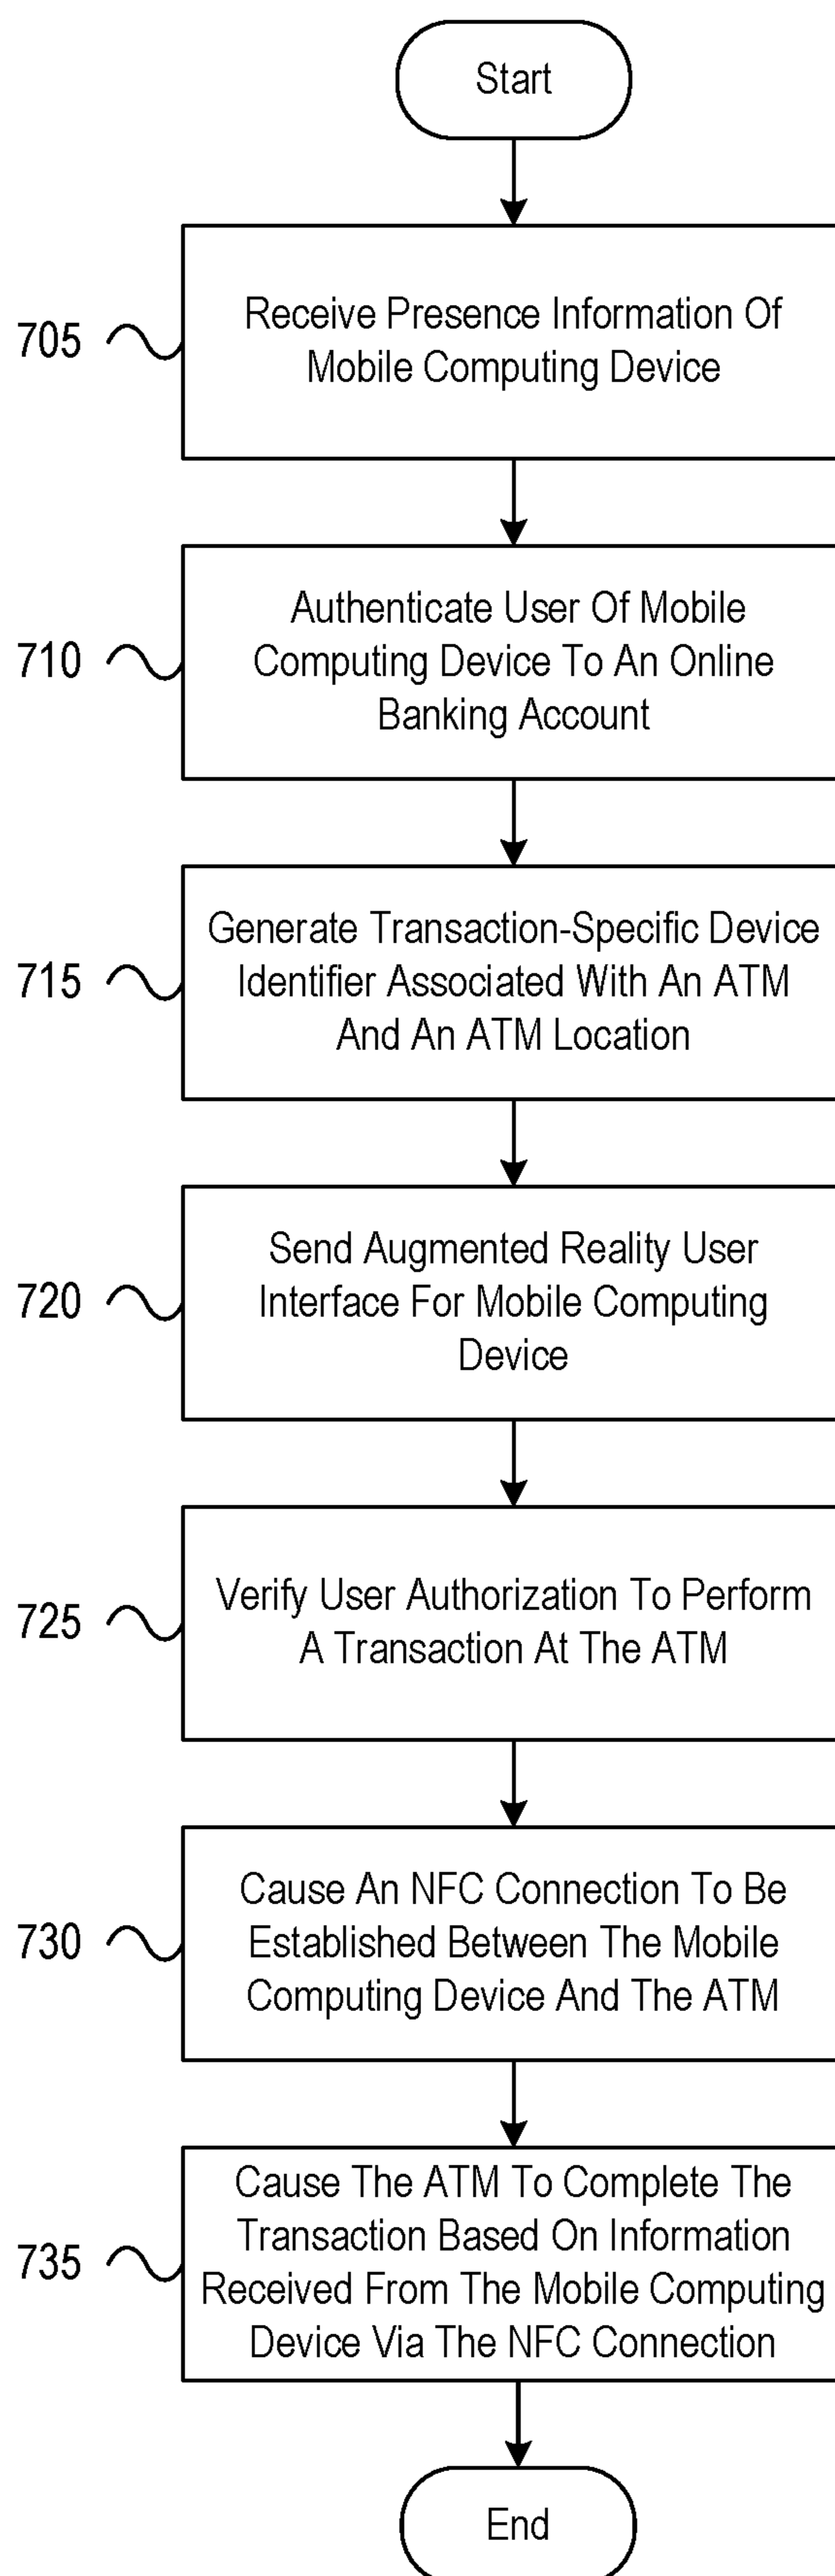 Start
705
Receive Presence Information Of
Mobile Computing Device
710
Authenticate User Of Mobile
Computing Device To An Online
Banking Account
715
Generate Transaction-Specific Device
Identifier Associated With An ATM
And An ATM Location
720
Send Augmented Reality User
Interface For Mobile Computing
Device
725
Verify User Authorization To Perform
A Transaction At The ATM
730
Cause An NFC Connection To Be
Established Between The Mobile
Computing Device And The ATM
735
Cause The ATM To Complete The
Transaction Based On Information
Received From The Mobile Computing
Device Via The NFC Connection
End